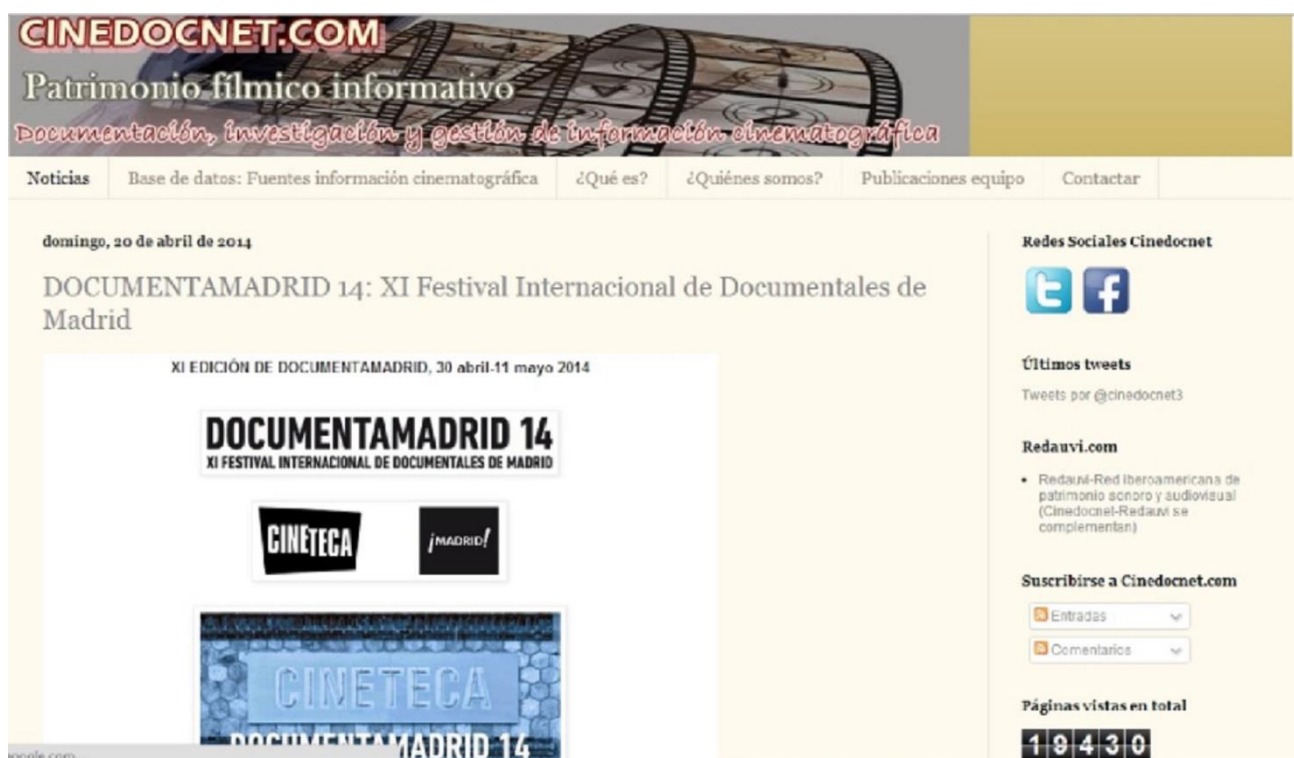 CINEDOCNET.COM
Patrimonio fílmico informativo
Documentación, investigación y gestión de información cinematográfica
Noticias
Base de datos: Fuentes información cinematográfica
¿Qué es?
¿Quiénes somos?
Publicaciones equipo
Contactar
domingo, 20 de abril de 2014
DOCUMENTAMADRID 14: XI Festival Internacional de Documentales de
Madrid
XI EDICIÓN DE DOCUMENTAMADRID, 30 abril-11 mayo 2014
DOCUMENTAMADRID 14
XI FESTIVAL INTERNACIONAL DE DOCUMENTALES DE MADRID
CINETECA
¡MADRID!
CINETECA
DOCUMENTAMADRID 14
Redes Sociales Cinedocnet
Últimos tweets
Tweets por @cinedocnet3
Redauvi.com
Redauvi-Red Iberoamericana de
patrimonio sonoro y audiovisual
(Cinedocnet-Redauvi se
complementan)
Suscribirse a Cinedocnet.com
Entradas
Comentarios
Páginas vistas en total
19430